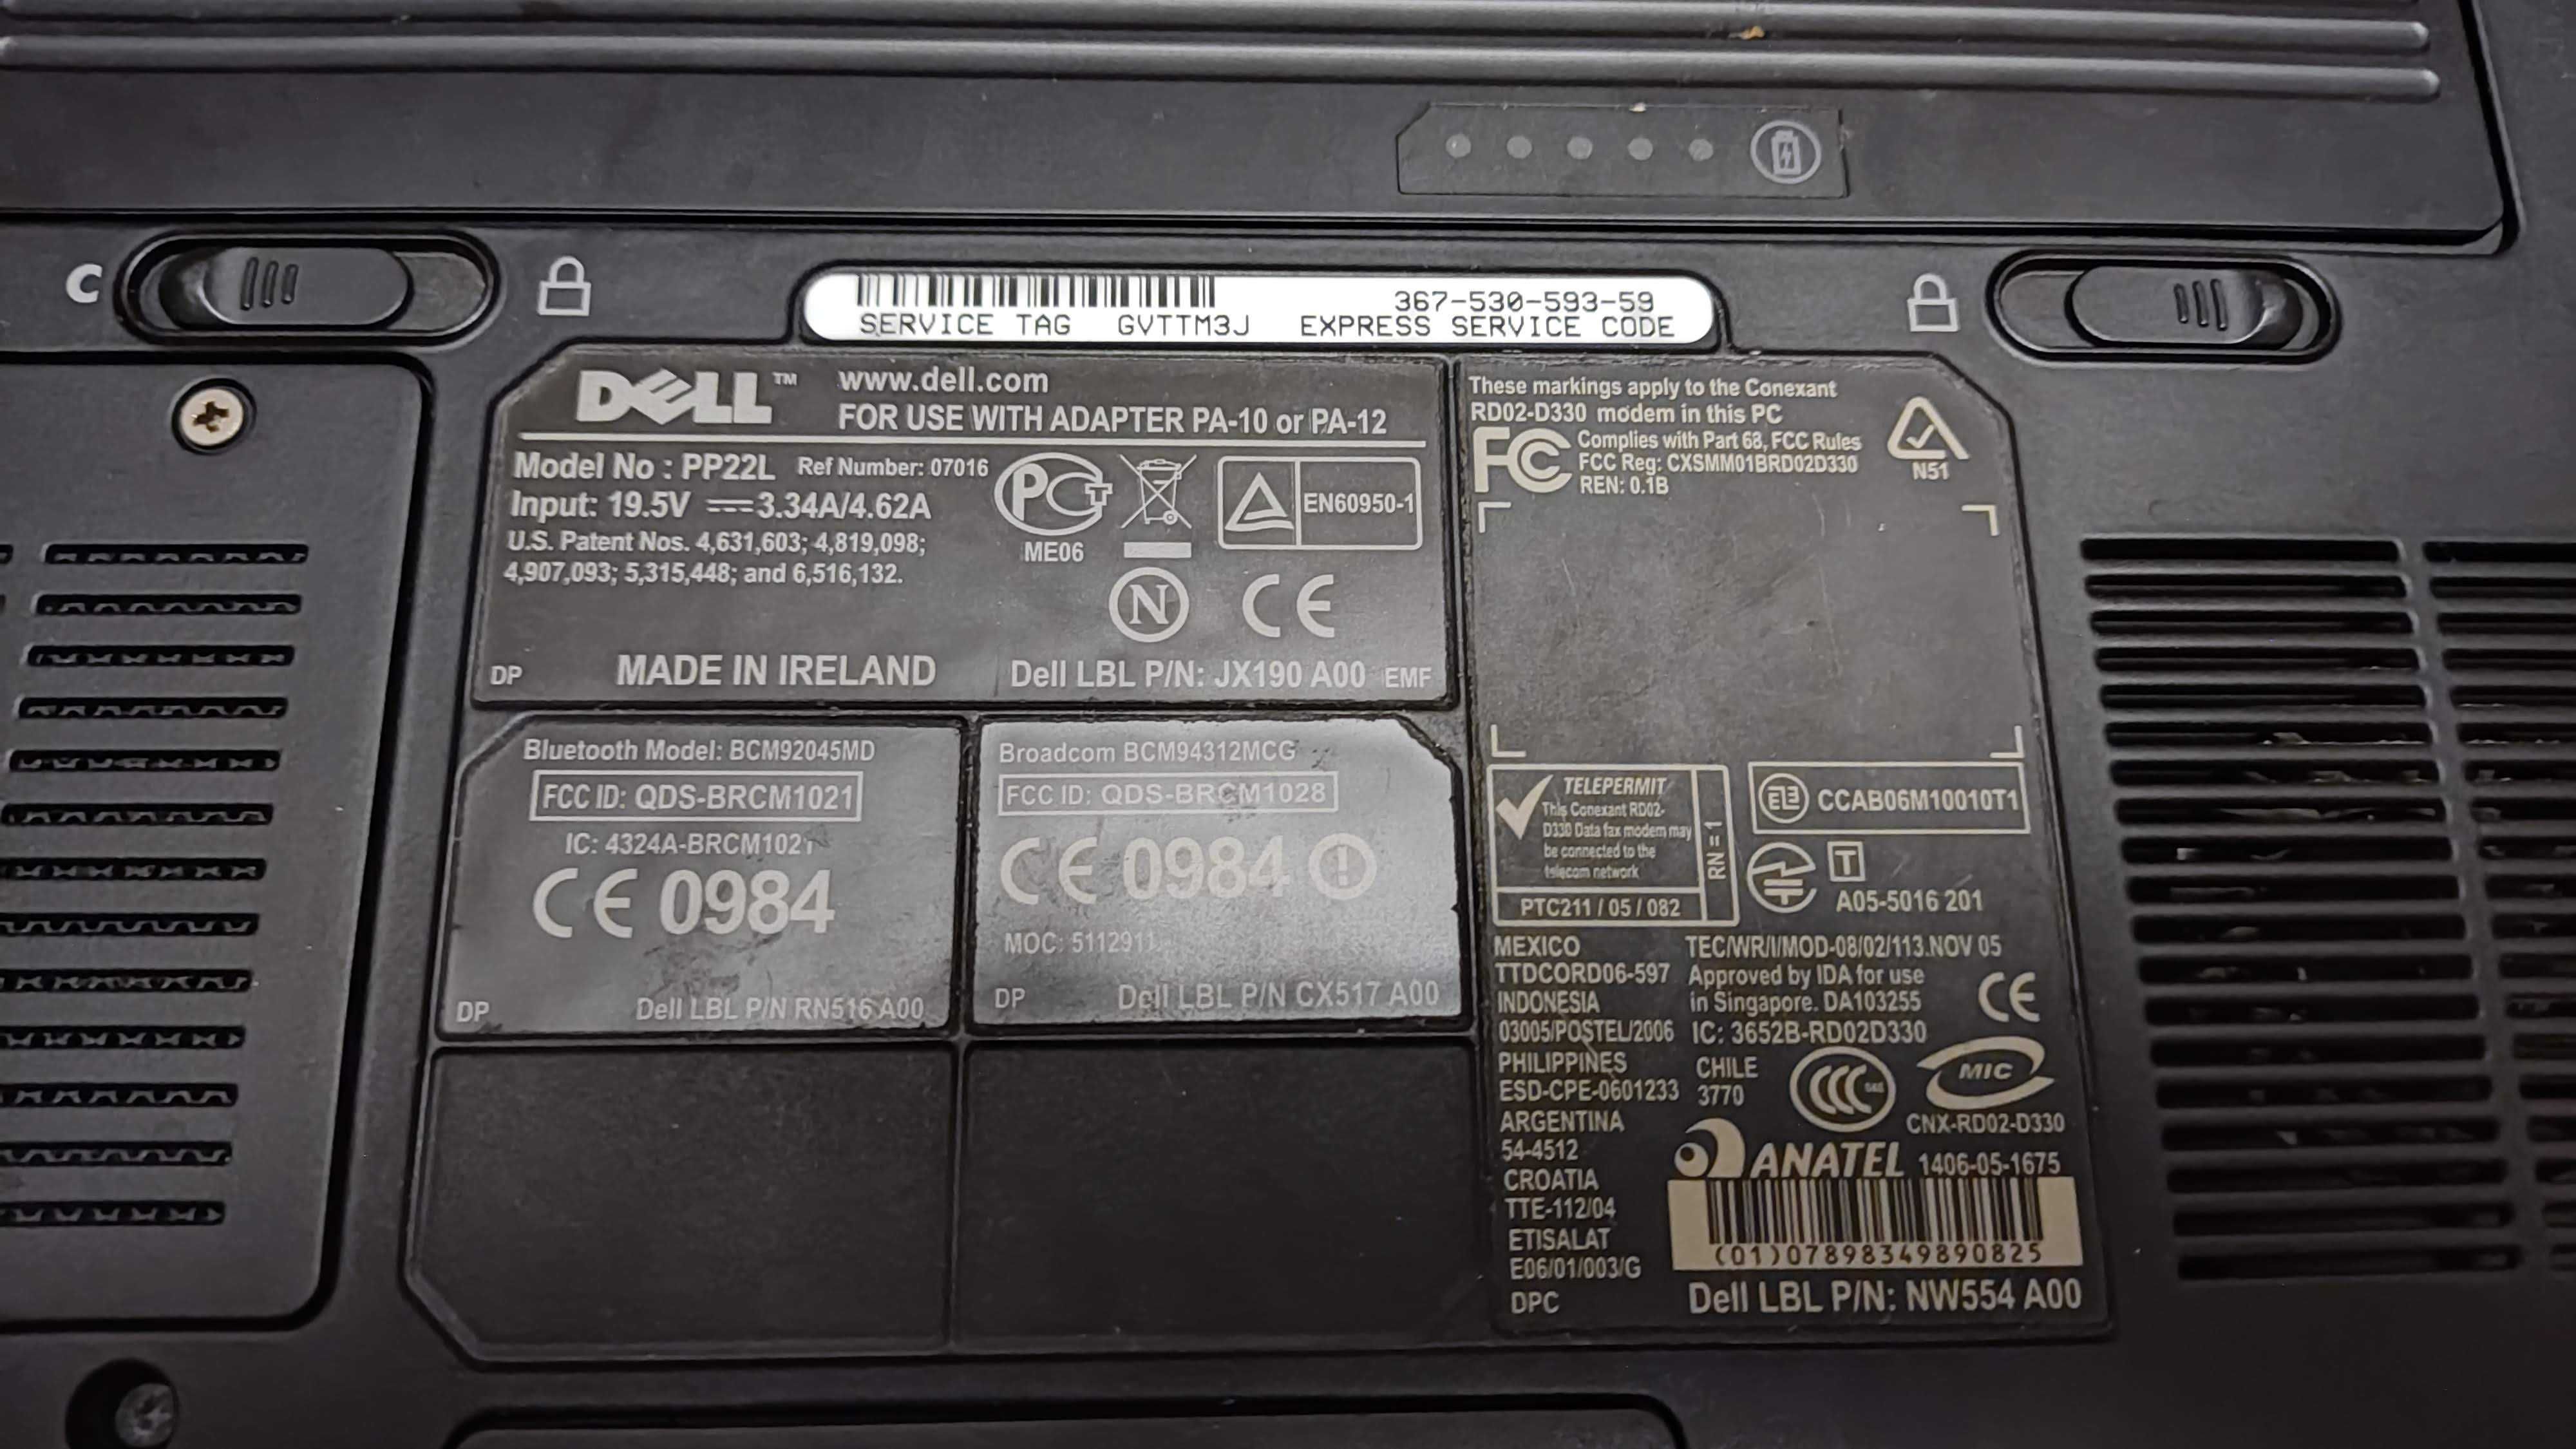 C
367-530-593-59
SERVICE TAG GVTTM3J EXPRESS SERVICE CODE
DELL™ www.dell.com
FOR USE WITH ADAPTER PA-10 or PA-12
Model No : PP22L Ref Number: 07016
Input: 19.5V 3.34A/4.62A
U.S. Patent Nos. 4,631,603; 4,819,098;
4,907,093; 5,315,448; and 6,516,132.
PCT
ME06
EN60950-1
N CE
DP MADE IN IRELAND Dell LBL P/N: JX190 A00 EMF
Bluetooth Model: BCM92045MD
FCC ID: QDS-BRCM1021
IC: 4324A-BRCM1021
CE 0984
DP Dell LBL P/N RN516 A00
Broadcom BCM94312MCG
FCC ID: QDS-BRCM1028
CE 0984 !
MOC: 5112911
DP Dell LBL P/N CX517 A00
These markings apply to the Conexant
RD02-D330 modem in this PC
FC Complies with Part 68, FCC Rules
FCC Reg: CXSMM01BRD02D330
REN: 0.1B
N51
TELEPERMIT
This Conexant RD02-
D330 Data fax modem may
be connected to the
telecom network
RN = 1
PTC211 / 05 / 082
CCAB06M10010T1
T
A05-5016 201
MEXICO
TTDCORD06-597
INDONESIA
03005/POSTEL/2006
PHILIPPINES
ESD-CPE-0601233
ARGENTINA
54-4512
CROATIA
TTE-112/04
ETISALAT
E06/01/003/G
DPC
TEC/WR/I/MOD-08/02/113.NOV 05
Approved by IDA for use
in Singapore. DA103255
CE
IC: 3652B-RD02D330
CHILE
3770
CCC
MIC
CNX-RD02-D330
ANATEL 1406-05-1675
(01)07898349890825
Dell LBL P/N: NW554 A00